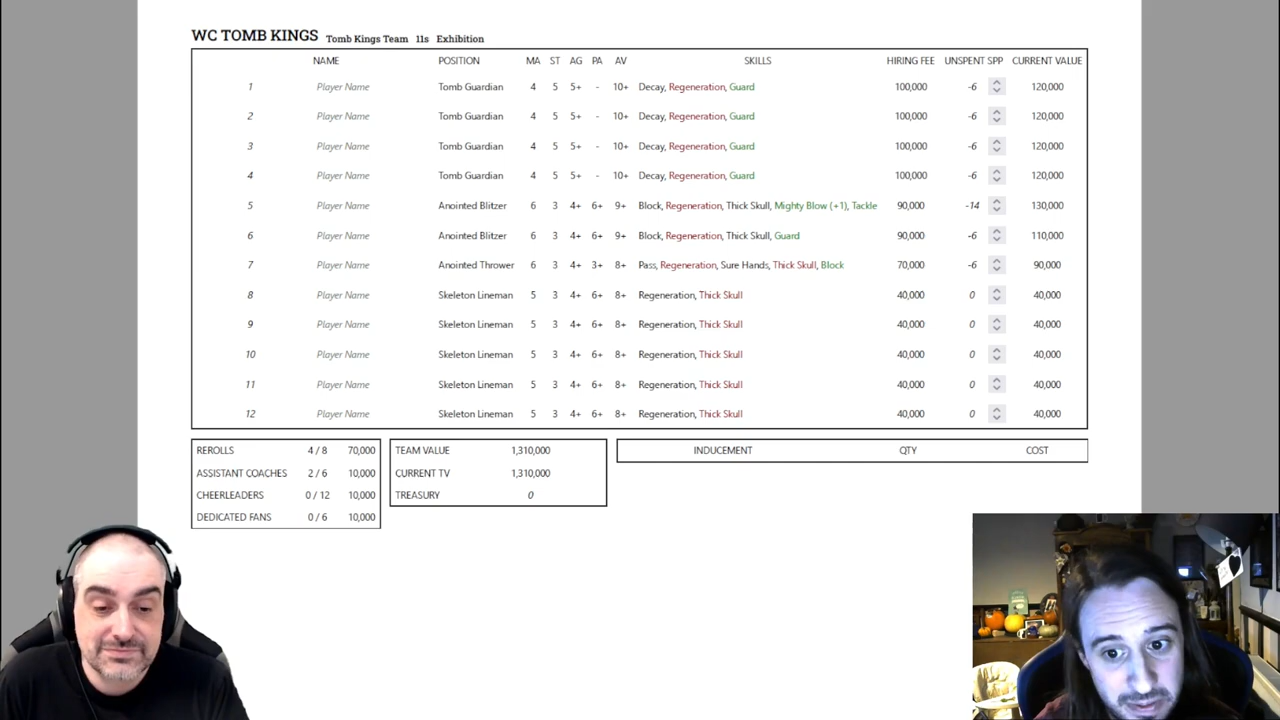 WC TOMB KINGS Tomb Kings Team 11s Exhibition
NAME POSITION MA ST AG PA AV SKILLS HIRING FEE UNSPENT SPP CURRENT VALUE
1 Player Name Tomb Guardian 4 5 5+ - 10+ Decay, Regeneration, Guard 100,000 -6 120,000
2 Player Name Tomb Guardian 4 5 5+ - 10+ Decay, Regeneration, Guard 100,000 -6 120,000
3 Player Name Tomb Guardian 4 5 5+ - 10+ Decay, Regeneration, Guard 100,000 -6 120,000
4 Player Name Tomb Guardian 4 5 5+ - 10+ Decay, Regeneration, Guard 100,000 -6 120,000
5 Player Name Anointed Blitzer 6 3 4+ 6+ 9+ Block, Regeneration, Thick Skull, Mighty Blow (+1), Tackle 90,000 -14 130,000
6 Player Name Anointed Blitzer 6 3 4+ 6+ 9+ Block, Regeneration, Thick Skull, Guard 90,000 -6 110,000
7 Player Name Anointed Thrower 6 3 4+ 3+ 8+ Pass, Regeneration, Sure Hands, Thick Skull, Block 70,000 -6 90,000
8 Player Name Skeleton Lineman 5 3 4+ 6+ 8+ Regeneration, Thick Skull 40,000 0 40,000
9 Player Name Skeleton Lineman 5 3 4+ 6+ 8+ Regeneration, Thick Skull 40,000 0 40,000
10 Player Name Skeleton Lineman 5 3 4+ 6+ 8+ Regeneration, Thick Skull 40,000 0 40,000
11 Player Name Skeleton Lineman 5 3 4+ 6+ 8+ Regeneration, Thick Skull 40,000 0 40,000
12 Player Name Skeleton Lineman 5 3 4+ 6+ 8+ Regeneration, Thick Skull 40,000 0 40,000
REROLLS 4 / 8 70,000
ASSISTANT COACHES 2 / 6 10,000
CHEERLEADERS 0 / 12 10,000
DEDICATED FANS 0 / 6 10,000
TEAM VALUE 1,310,000
CURRENT TV 1,310,000
TREASURY 0
INDUCEMENT QTY COST